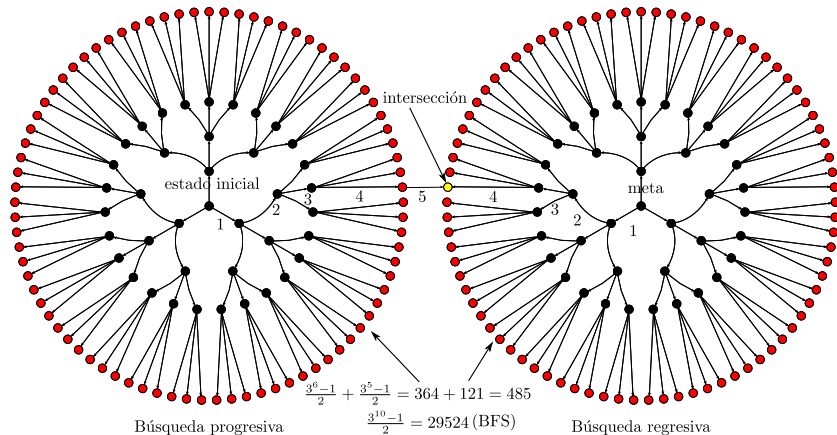 intersección
estado inicial
meta
1
2
3
4
5
4
3
2
1
$\frac{3^6-1}{2} + \frac{3^5-1}{2} = 364 + 121 = 485$
$\frac{3^{10}-1}{2} = 29524$ (BFS)
Búsqueda progresiva
Búsqueda regresiva